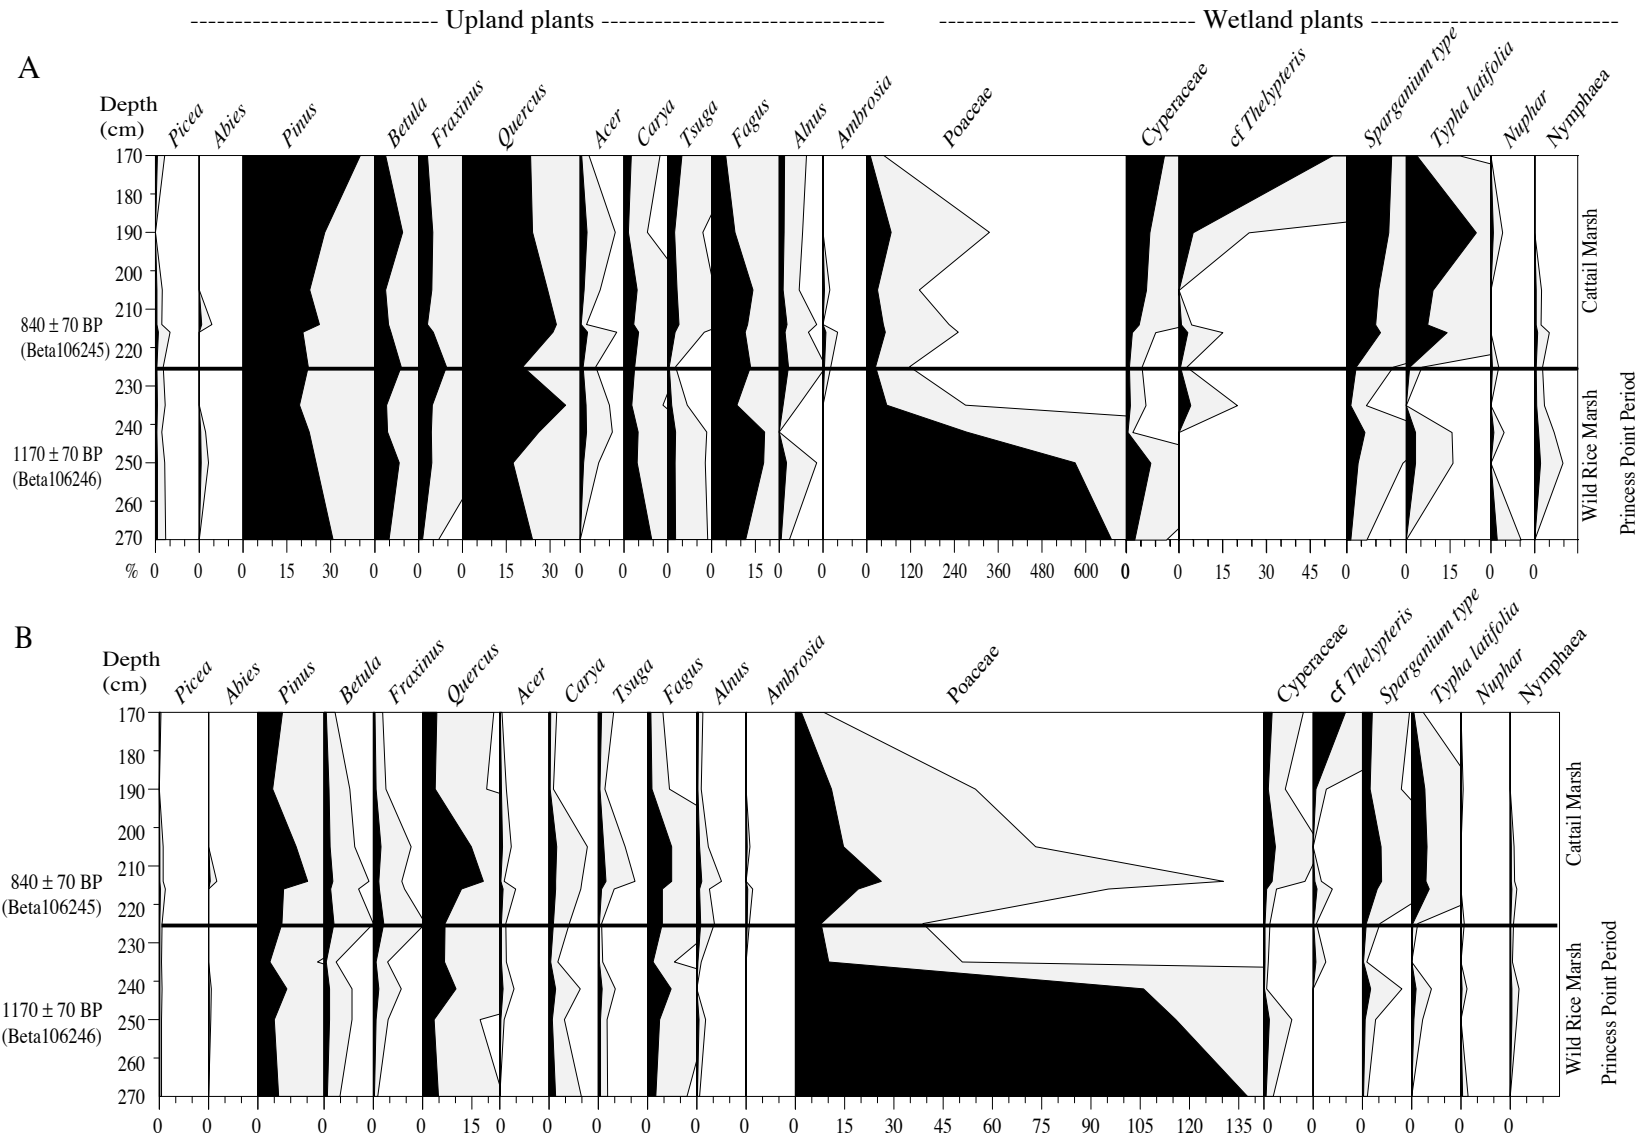 Upland plants Wetland plants
A
Depth
(cm)
Picea Abies Pinus Betula Fraxinus Quercus Acer Carya Tsuga Fagus Alnus Ambrosia Poaceae Cyperaceae cf Thelypteris Sparganium type Typha latifolia Nuphar Nymphaea
170
180
190
200
210
840 ± 70 BP
(Beta106245)
220
230
240
1170 ± 70 BP
(Beta106246)
250
260
270
Cattail Marsh
Wild Rice Marsh
Princess Point Period
% 0 0 0 15 30 0 0 0 15 30 0 0 0 15 0 0 0 0 120 240 360 480 600 0 0 15 30 45 0 0 15 0 0
B
Depth
(cm)
Picea Abies Pinus Betula Fraxinus Quercus Acer Carya Tsuga Fagus Alnus Ambrosia Poaceae Cyperaceae cf Thelypteris Sparganium type Typha latifolia Nuphar Nymphaea
170
180
190
200
210
840 ± 70 BP
(Beta106245)
220
230
240
1170 ± 70 BP
(Beta106246)
250
260
270
Cattail Marsh
Wild Rice Marsh
Princess Point Period
0 0 0 0 0 0 15 0 0 0 0 0 0 0 15 30 45 60 75 90 105 120 135 0 0 0 0 0 0